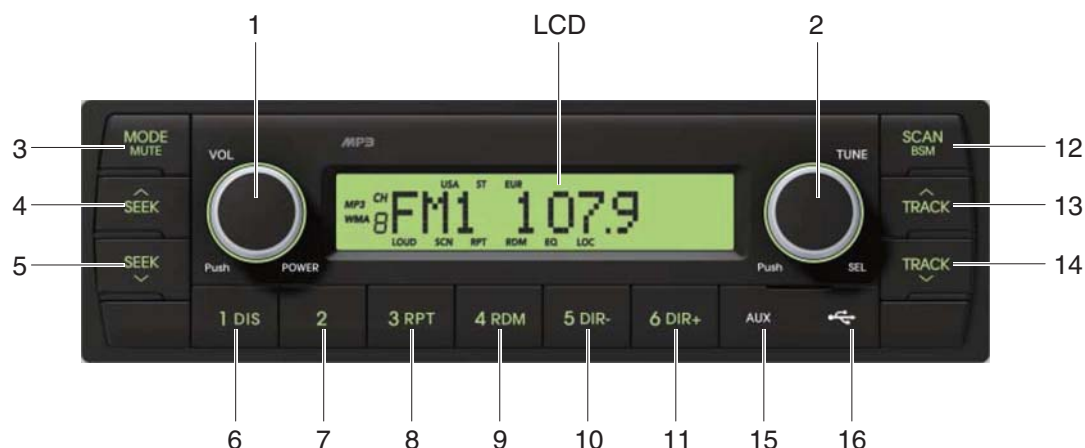 1 LCD 2
3 MODE MUTE
VOL
MP3
TUNE
SCAN BSM 12
4 SEEK
USA ST EUR
MP3 CH FM1 107.9
WMA 8
LOUD SCN RPT RDM EQ LOC
TRACK 13
5 SEEK
Push POWER
Push SEL
TRACK 14
1 DIS 2 3 RPT 4 RDM 5 DIR- 6 DIR+ AUX
6 7 8 9 10 11 15 16